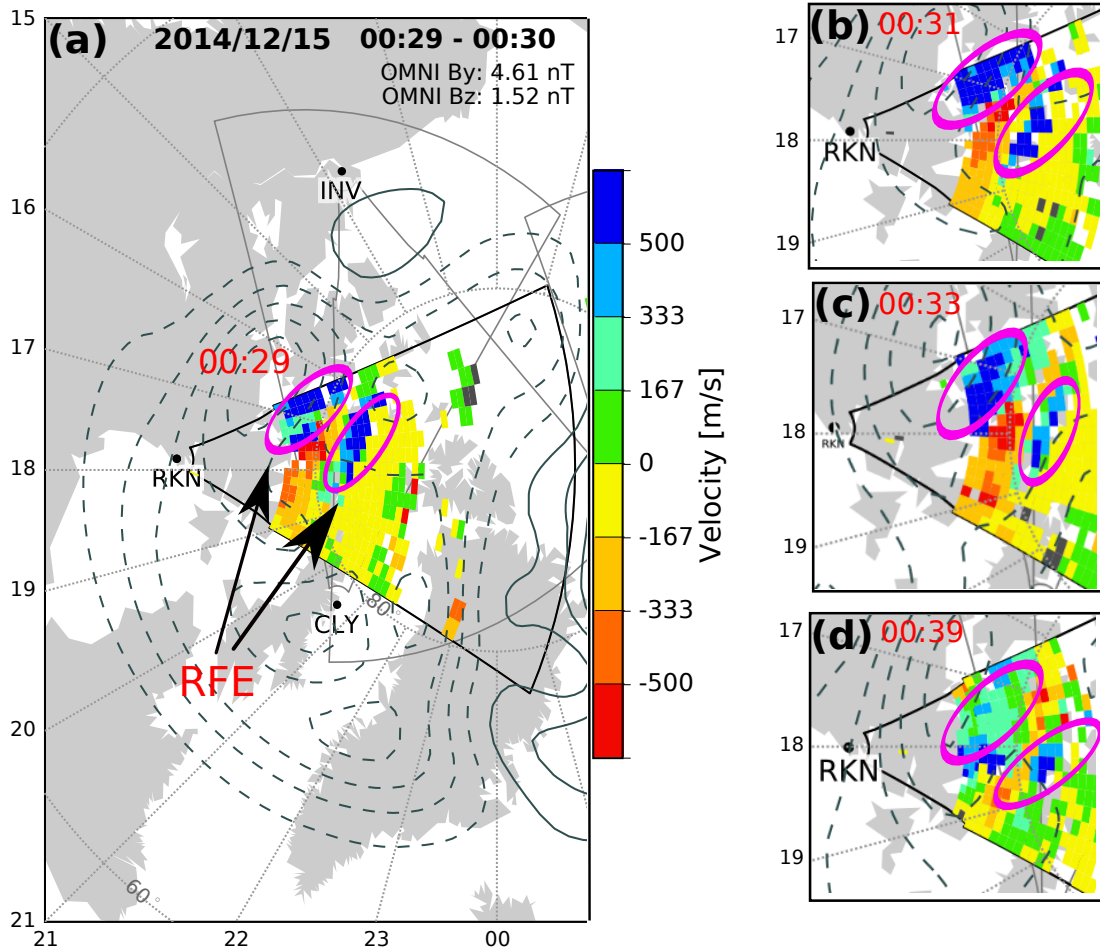 15
(a) 2014/12/15 00:29 - 00:30
OMNI By: 4.61 nT
OMNI Bz: 1.52 nT
INV
16
17
00:29
RKN
18
19
CLY
80
RFE
20
60°
21
21 22 23 00
500
333
167
0
-167
-333
-500
Velocity [m/s]
(b) 00:31
17
RKN
18
19
(c) 00:33
17
RKN
18
19
(d) 00:39
17
18
RKN
19